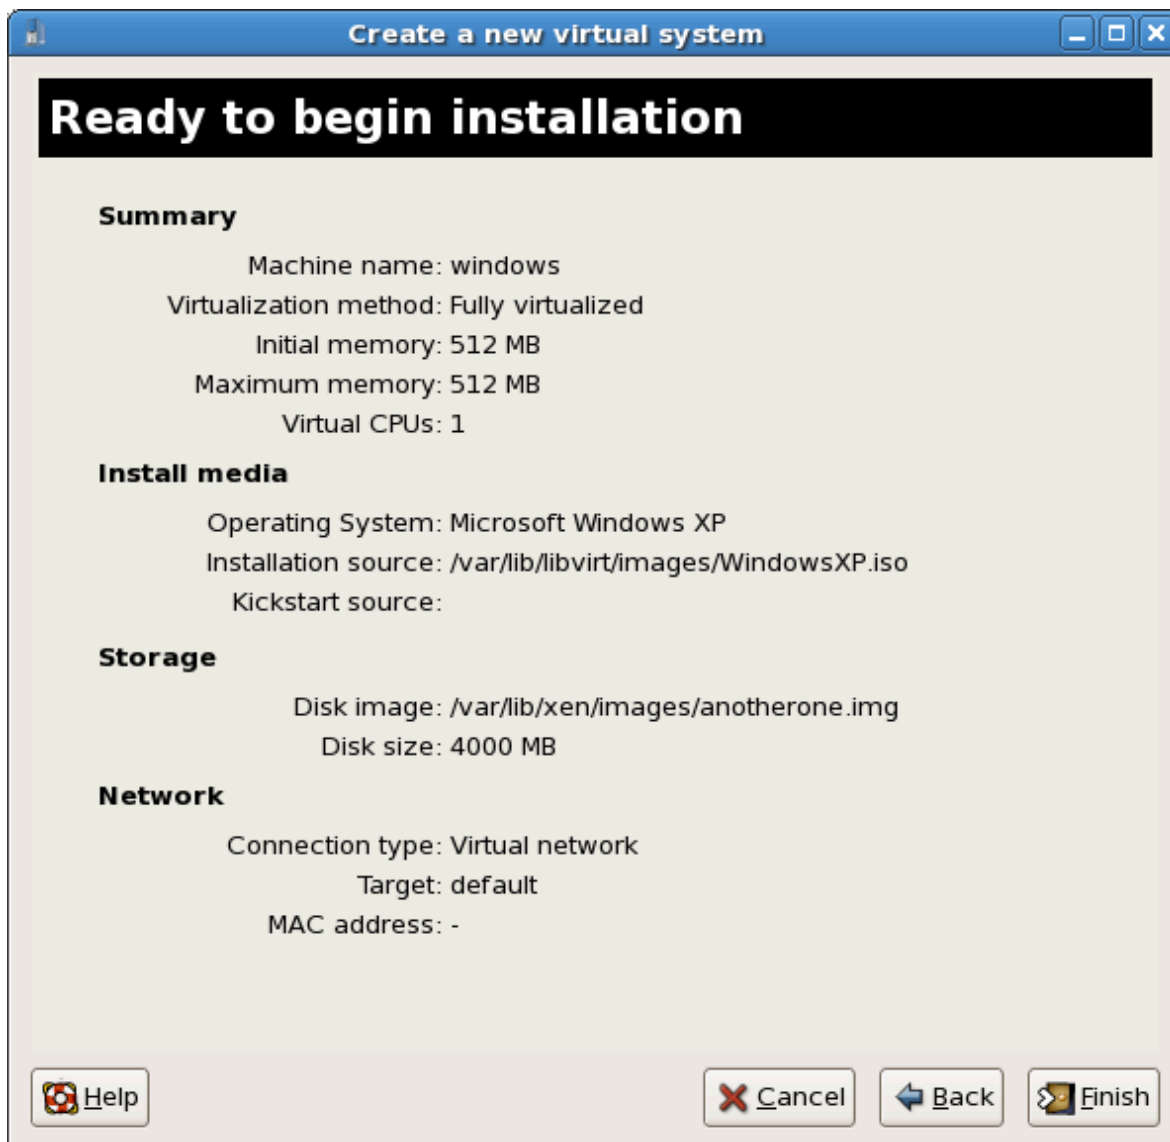 Create a new virtual system
Ready to begin installation
Summary
Machine name: windows
Virtualization method: Fully virtualized
Initial memory: 512 MB
Maximum memory: 512 MB
Virtual CPUs: 1
Install media
Operating System: Microsoft Windows XP
Installation source: /var/lib/libvirt/images/WindowsXP.iso
Kickstart source:
Storage
Disk image: /var/lib/xen/images/anotherone.img
Disk size: 4000 MB
Network
Connection type: Virtual network
Target: default
MAC address: -
Help Cancel Back Finish